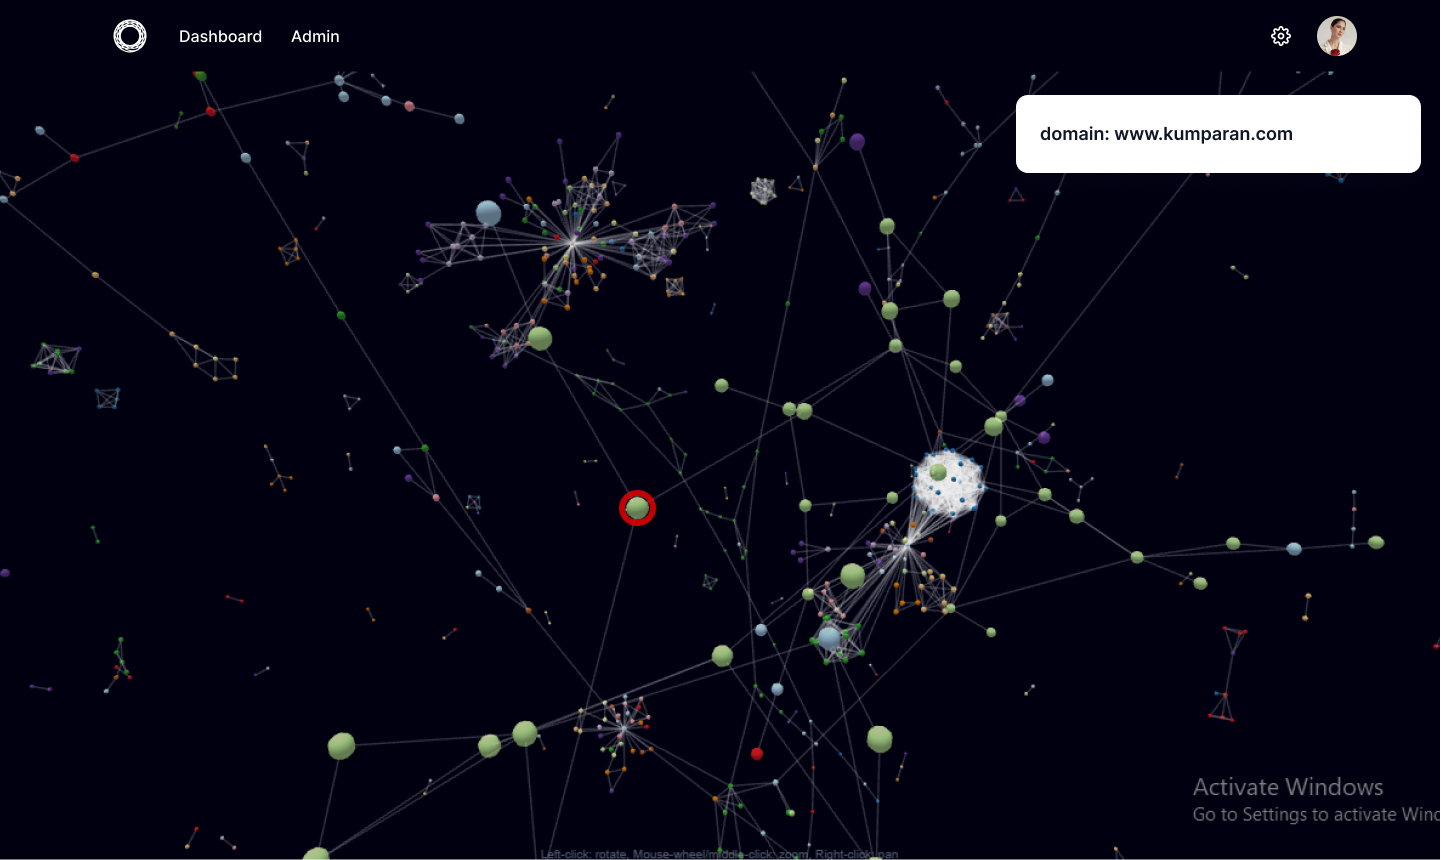 Dashboard Admin
domain: www.kumparan.com
Activate Windows
Go to Settings to activate Wind
Left-click: rotate, Mouse-wheel/middle-click: zoom, Right-click: pan